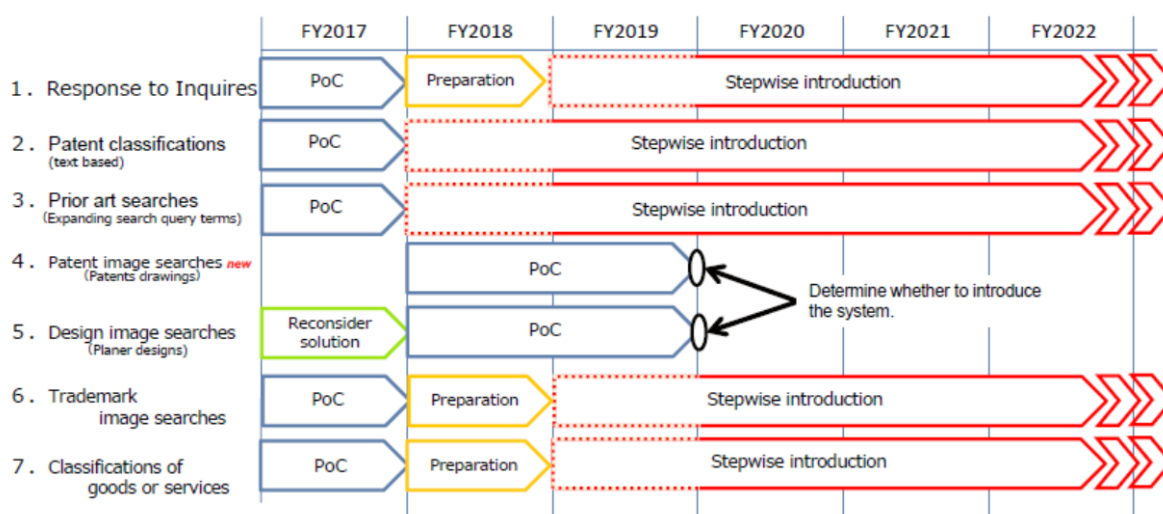 FY2017 FY2018 FY2019 FY2020 FY2021 FY2022
1. Response to Inquires PoC Preparation Stepwise introduction
2. Patent classifications PoC Stepwise introduction
(text based)
3. Prior art searches PoC Stepwise introduction
(Expanding search query terms)
4. Patent image searches new PoC
(Patents drawings)
Determine whether to introduce
the system.
5. Design image searches Reconsider solution PoC
(Planer designs)
6. Trademark PoC Preparation Stepwise introduction
image searches
7. Classifications of PoC Preparation Stepwise introduction
goods or services